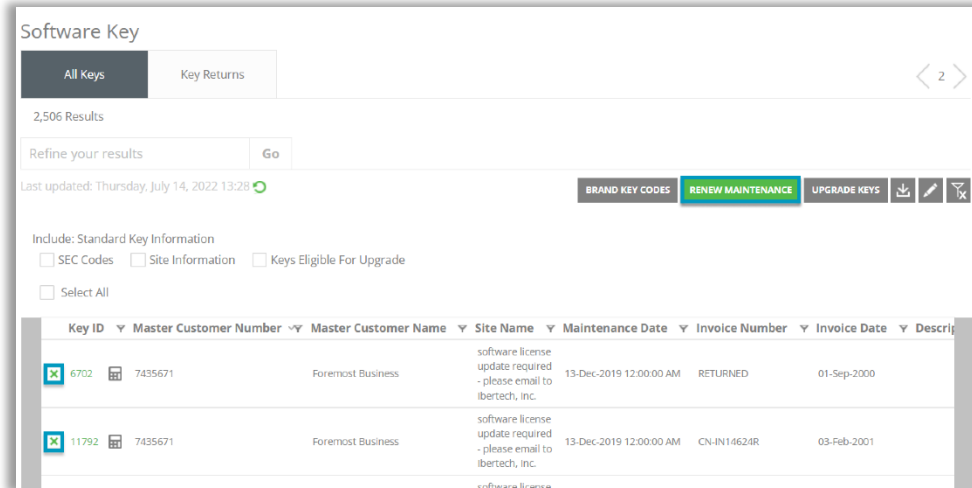 Software Key
All Keys Key Returns
2
2,506 Results
Refine your results Go
Last updated: Thursday, July 14, 2022 13:28
BRAND KEY CODES RENEW MAINTENANCE UPGRADE KEYS
Include: Standard Key Information
SEC Codes Site Information Keys Eligible For Upgrade
Select All
Key ID Master Customer Number Master Customer Name Site Name Maintenance Date Invoice Number Invoice Date Descrip
6702 7435671 Foremost Business software license
update required
- please email to
ibertech, inc. 13-Dec-2019 12:00:00 AM RETURNED 01-Sep-2000
11792 7435671 Foremost Business software license
update required
- please email to
ibertech, inc. 13-Dec-2019 12:00:00 AM CN-IN14624R 03-Feb-2001
software license